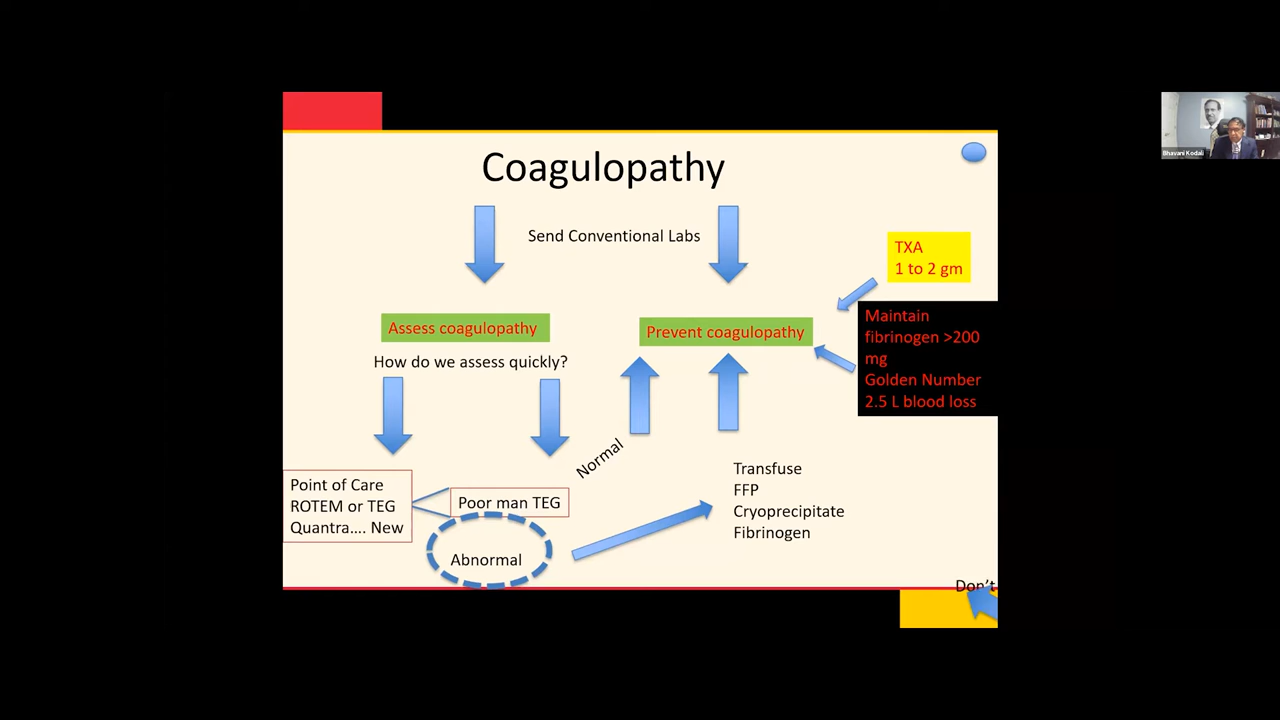 Coagulopathy
Send Conventional Labs
TXA
1 to 2 gm
Assess coagulopathy
Prevent coagulopathy
Maintain
fibrinogen >200
mg
Golden Number
2.5 L blood loss
How do we assess quickly?
Normal
Point of Care
ROTEM or TEG
Quantra.... New
Poor man TEG
Abnormal
Transfuse
FFP
Cryoprecipitate
Fibrinogen
Don't
Bhavani Kodali